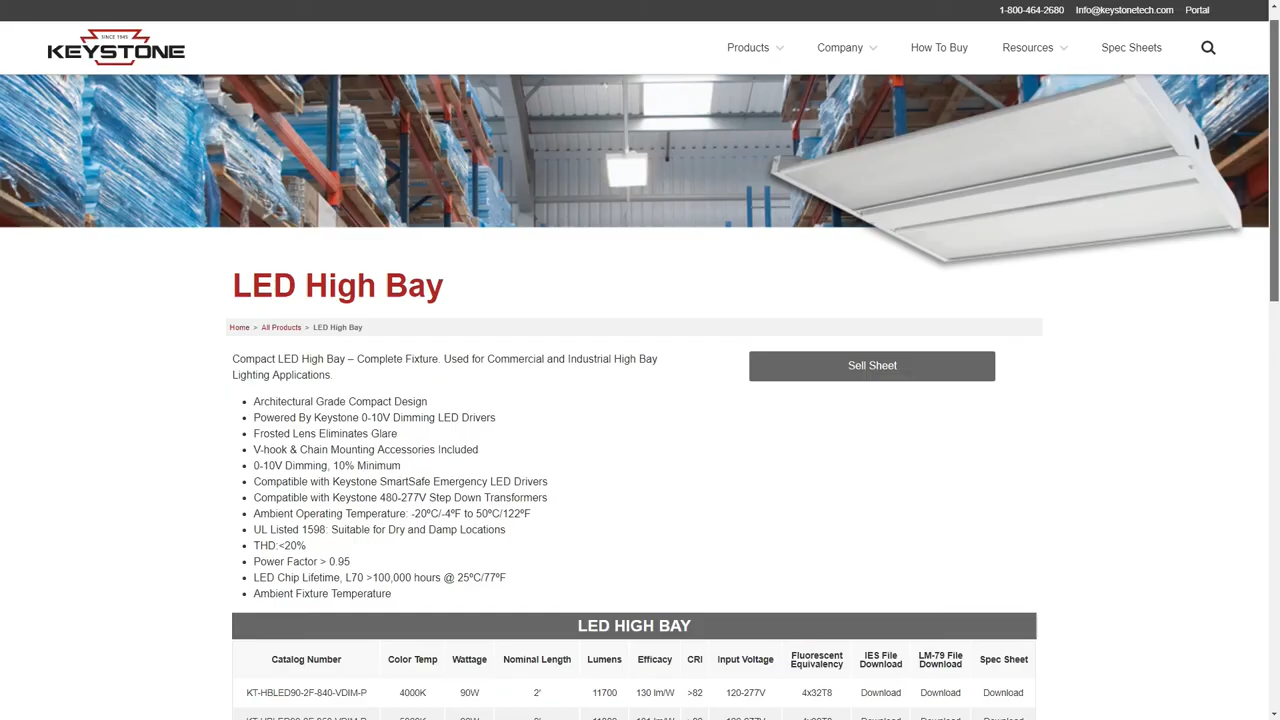 1-800-464-2680 Info@keystonetech.com Portal
SINCE 1945
KEYSTONE
Products Company How To Buy Resources Spec Sheets
LED High Bay
Home > All Products > LED High Bay
Compact LED High Bay – Complete Fixture. Used for Commercial and Industrial High Bay
Lighting Applications.
Sell Sheet
• Architectural Grade Compact Design
• Powered By Keystone 0-10V Dimming LED Drivers
• Frosted Lens Eliminates Glare
• V-hook & Chain Mounting Accessories Included
• 0-10V Dimming, 10% Minimum
• Compatible with Keystone SmartSafe Emergency LED Drivers
• Compatible with Keystone 480-277V Step Down Transformers
• Ambient Operating Temperature: -20ºC/-4ºF to 50ºC/122ºF
• UL Listed 1598: Suitable for Dry and Damp Locations
• THD:<20%
• Power Factor > 0.95
• LED Chip Lifetime, L70 >100,000 hours @ 25ºC/77ºF
• Ambient Fixture Temperature
LED HIGH BAY
Catalog Number Color Temp Wattage Nominal Length Lumens Efficacy CRI Input Voltage Fluorescent Equivalency IES File Download LM-79 File Download Spec Sheet
KT-HBLED90-2F-840-VDIM-P 4000K 90W 2' 11700 130 lm/W >82 120-277V 4x32T8 Download Download Download